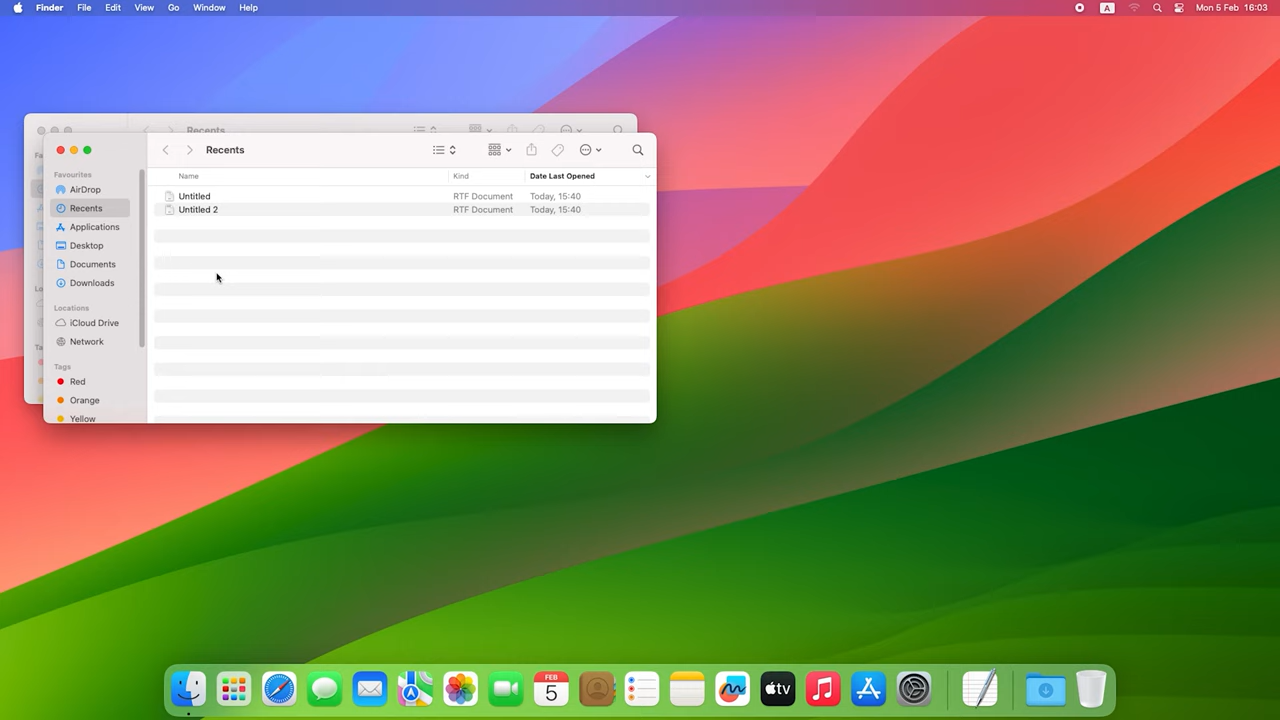 Finder File Edit View Go Window Help
A Mon 5 Feb 16:03
Recents
Recents
Favourites
AirDrop
Recents
Applications
Desktop
Documents
Downloads
Locations
iCloud Drive
Network
Tags
Red
Orange
Yellow
Name Kind Date Last Opened
Untitled RTF Document Today, 15:40
Untitled 2 RTF Document Today, 15:40
FEB
5
tv